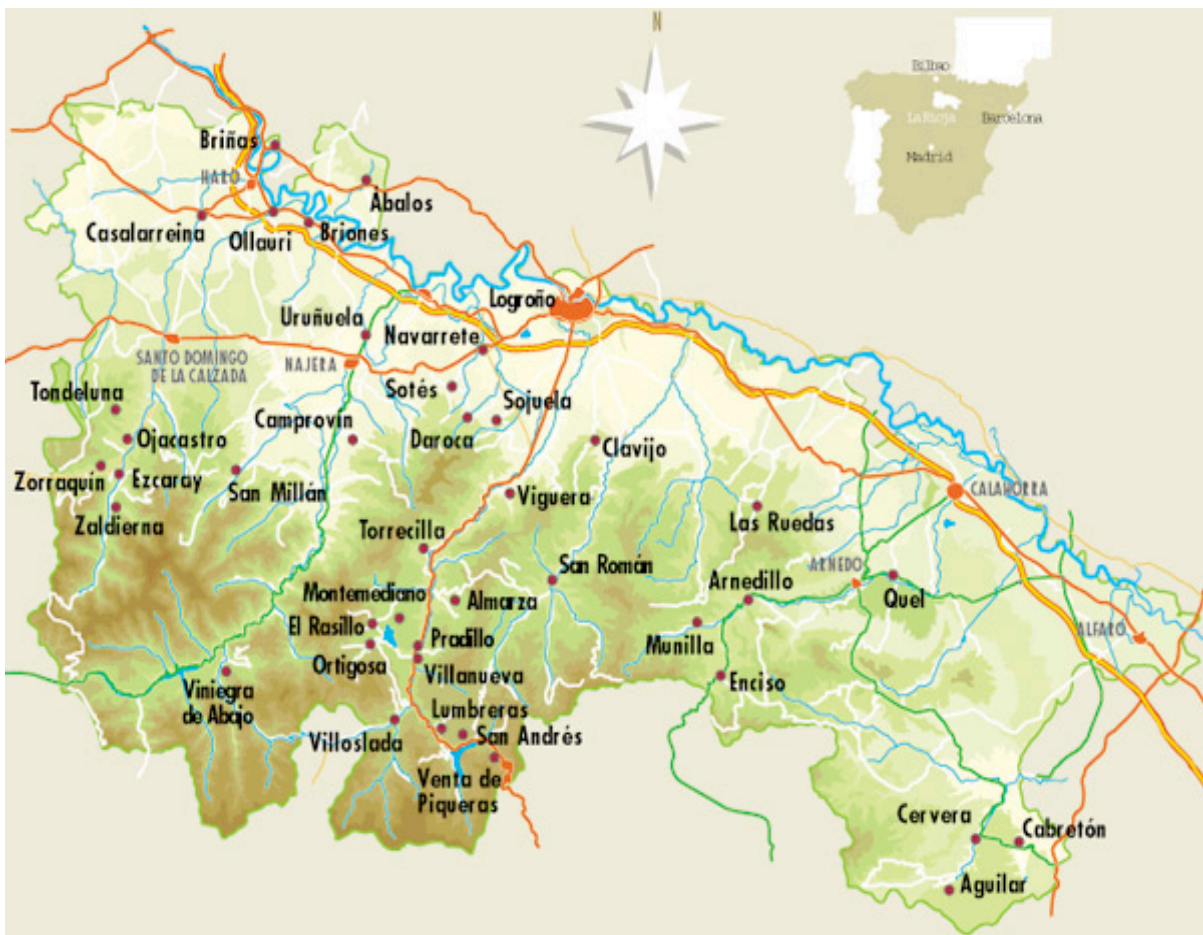 N
Bilbao
LaRioja
Barcelona
Madrid
Briñas
HARO
Ábalos
Casalarreina
Ollauri
Briones
Logroño
Uruñuela
Navarrete
SANTO DOMINGO
DE LA CALZADA
NAJERA
Tondeluna
Sotés
Sojuela
Camprovín
Daroca
Ojacastro
Clavijo
Zorraquín
Ezcaray
San Millán
Viguera
CALAHORRA
Zaldierna
Las Ruedas
Torrecilla
San Román
Arnedillo
ARNEDO
Quel
Montemediano
Almarza
El Rasillo
Pradillo
Munilla
ALFARO
Ortigosa
Villanueva
Enciso
Viniegra
de Abajo
Lumbreras
Villoslada
San Andrés
Venta de
Piqueras
Cervera
Cabretón
Aguilar